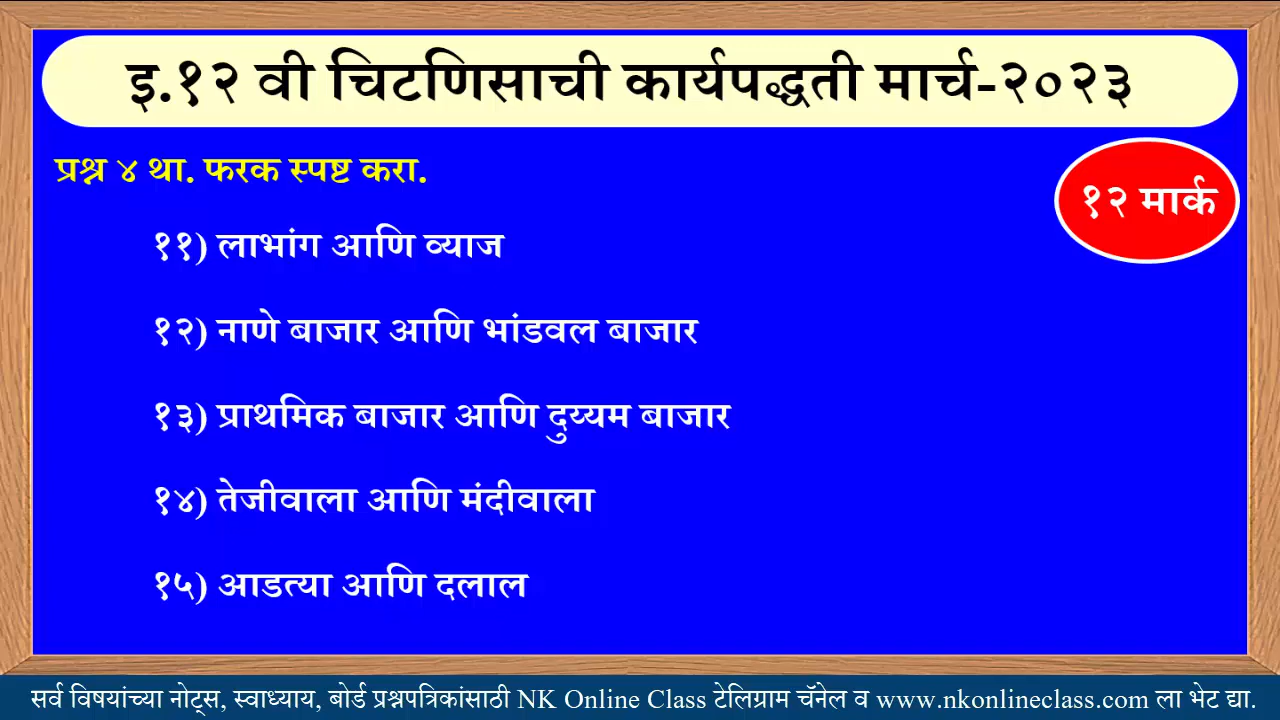 इ.१२ वी चिटणिसाची कार्यपद्धती मार्च-२०२३
प्रश्न ४ था. फरक स्पष्ट करा.
१२ मार्क
११) लाभांग आणि व्याज
१२) नाणे बाजार आणि भांडवल बाजार
१३) प्राथमिक बाजार आणि दुय्यम बाजार
१४) तेजीवाला आणि मंदीवाला
१५) आडत्या आणि दलाल
सर्व विषयांच्या नोट्स, स्वाध्याय, बोर्ड प्रश्नपत्रिकांसाठी NK Online Class टेलिग्राम चॅनेल व www.nkonlineclass.com ला भेट द्या.